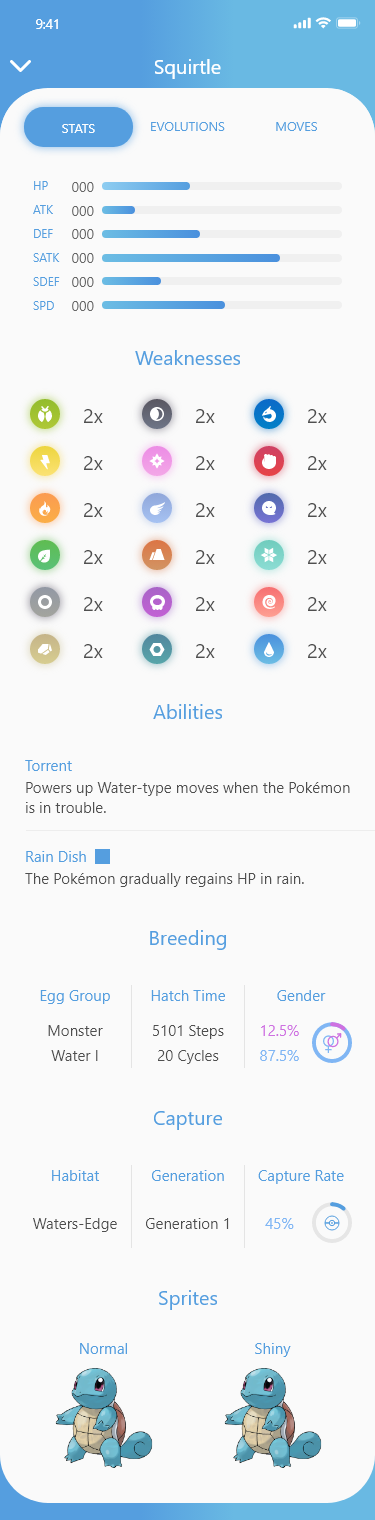 9:41
Squirtle
STATS EVOLUTIONS MOVES
HP 000
ATK 000
DEF 000
SATK 000
SDEF 000
SPD 000
Weaknesses
2x 2x 2x
2x 2x 2x
2x 2x 2x
2x 2x 2x
2x 2x 2x
2x 2x 2x
Abilities
Torrent
Powers up Water-type moves when the Pokémon
is in trouble.
Rain Dish
The Pokémon gradually regains HP in rain.
Breeding
Egg Group Hatch Time Gender
Monster 5101 Steps 12.5%
Water I 20 Cycles 87.5%
Capture
Habitat Generation Capture Rate
Waters-Edge Generation 1 45%
Sprites
Normal Shiny